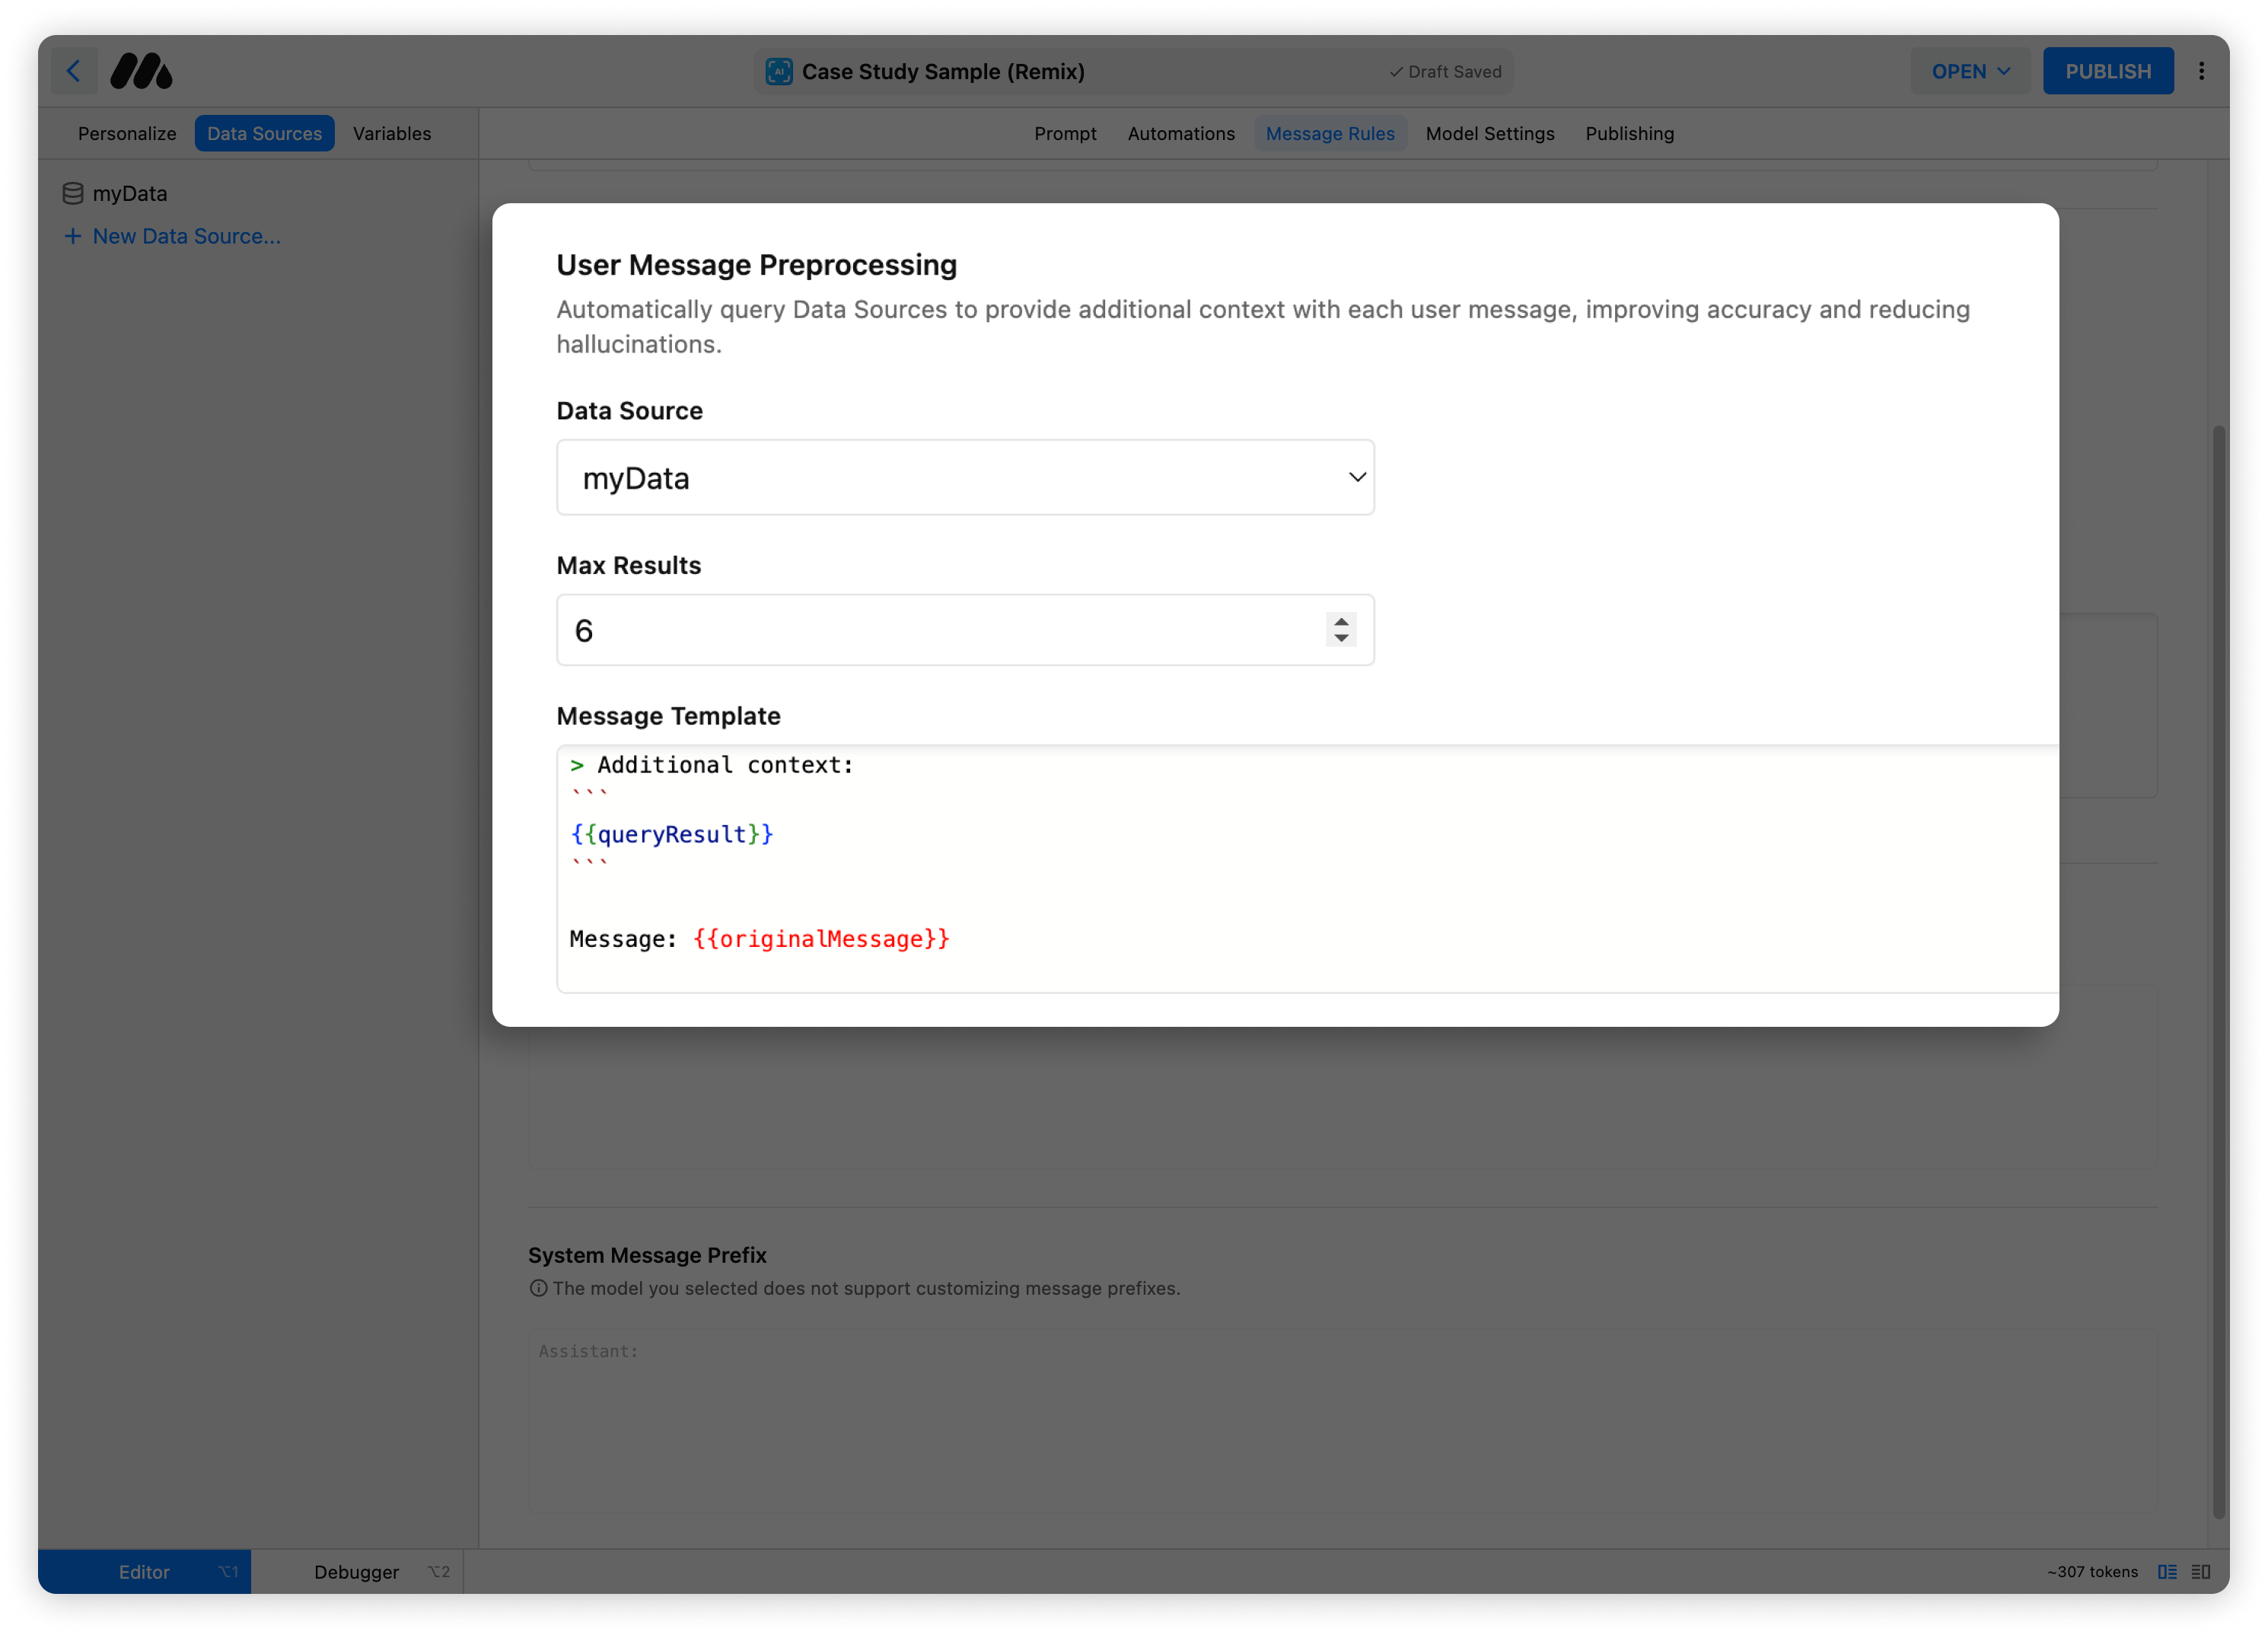 Case Study Sample (Remix)
Draft Saved
OPEN
PUBLISH
Personalize
Data Sources
Variables
Prompt
Automations
Message Rules
Model Settings
Publishing
myData
+ New Data Source...
User Message Preprocessing
Automatically query Data Sources to provide additional context with each user message, improving accuracy and reducing
hallucinations.
Data Source
myData
Max Results
6
Message Template
> Additional context:
```
{{queryResult}}
```
Message: {{originalMessage}}
System Message Prefix
The model you selected does not support customizing message prefixes.
Assistant:
Editor ⌥1
Debugger ⌥2
~307 tokens